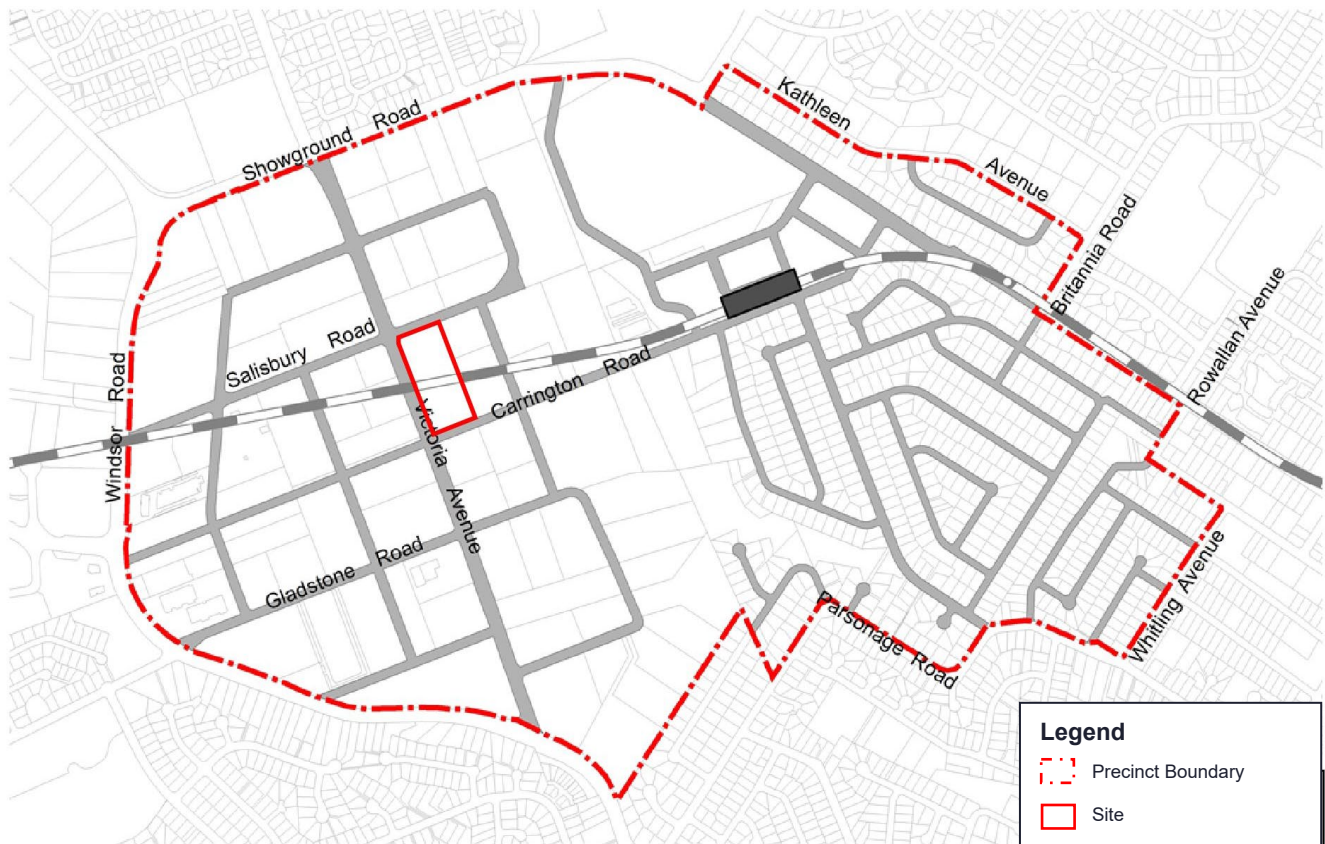 Kathleen
Avenue
Showground Road
Britannia Road
Rowallan Avenue
Salisbury Road
Carrington Road
Windsor Road
Victoria
Avenue
Gladstone Road
Parsonage Road
Whitling Avenue
Legend
Precinct Boundary
Site